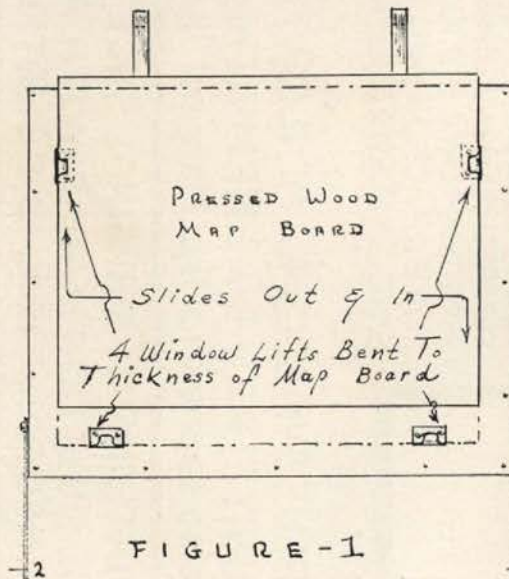 PRESSED WOOD
MAP BOARD
Slides Out & In
4 Window Lifts Bent To
Thickness of Map Board
FIGURE-1
2